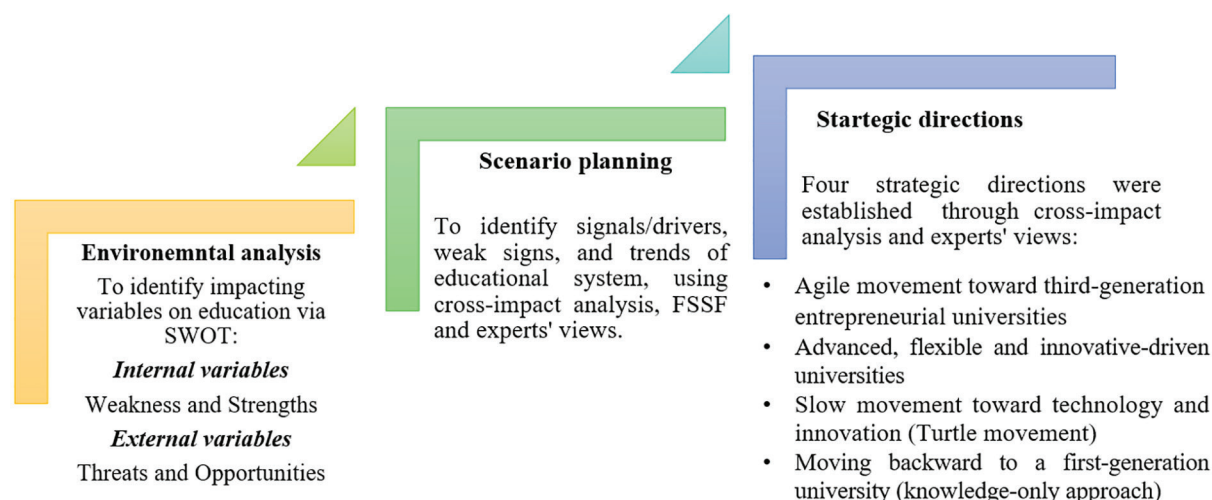 Environemntal analysis
To identify impacting
variables on education via
SWOT:
Internal variables
Weakness and Strengths
External variables
Threats and Opportunities
Scenario planning
To identify signals/drivers,
weak signs, and trends of
educational system, using
cross-impact analysis, FSSF
and experts' views.
Startegic directions
Four strategic directions were
established through cross-impact
analysis and experts' views:
• Agile movement toward third-generation
entrepreneurial universities
• Advanced, flexible and innovative-driven
universities
• Slow movement toward technology and
innovation (Turtle movement)
• Moving backward to a first-generation
university (knowledge-only approach)